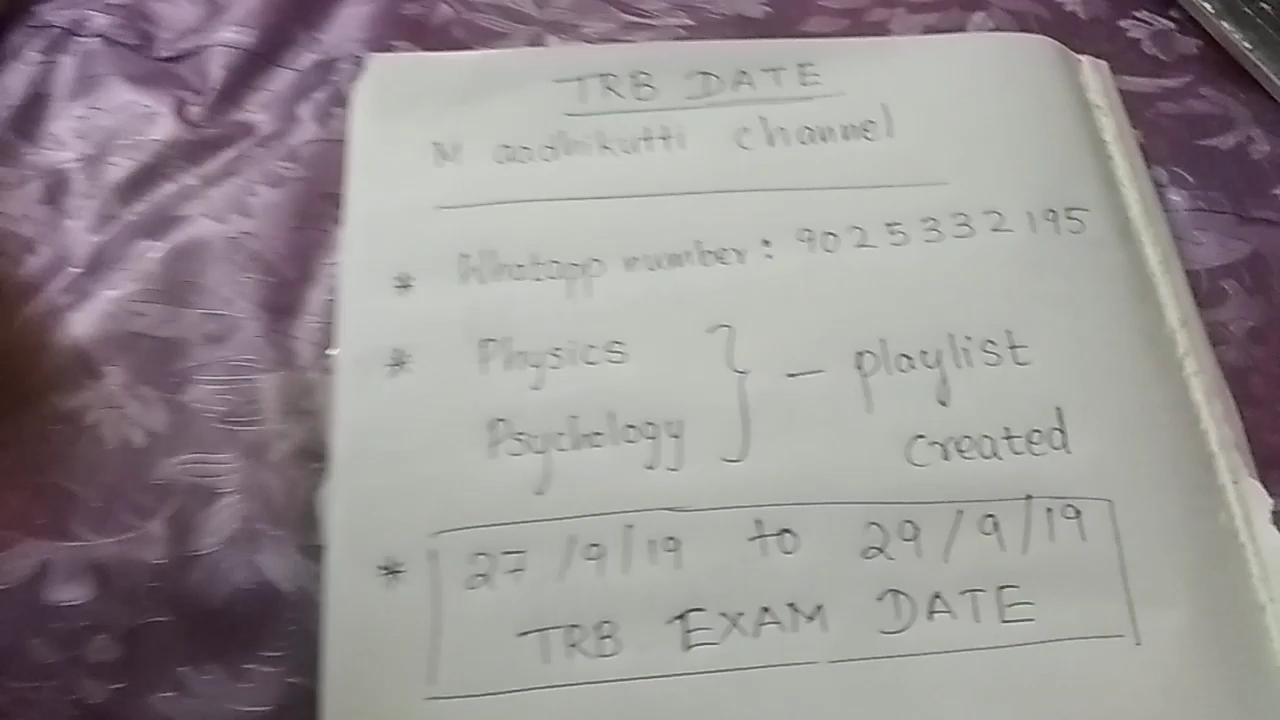 TRB DATE
M aadhikutti channel
* Whatapp number: 9025332195
* Physics
Psychology } – playlist created
* 27/9/19 to 29/9/19
TRB EXAM DATE